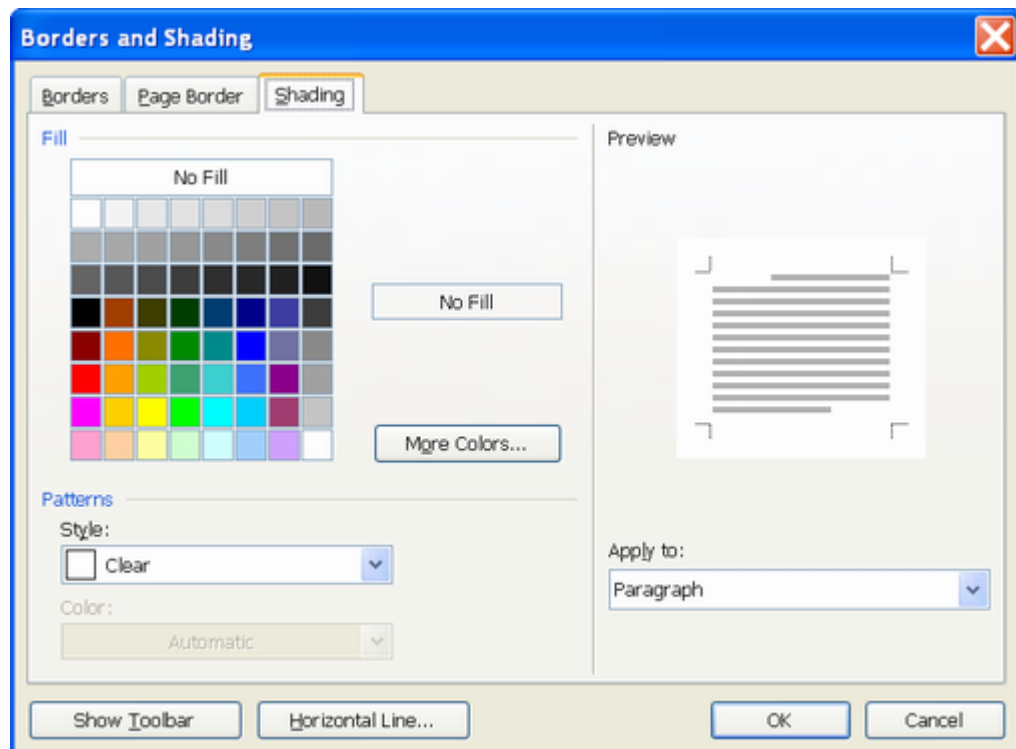 Borders and Shading
Borders Page Border Shading
Fill
No Fill
No Fill
More Colors...
Patterns
Style:
Clear
Color:
Automatic
Preview
Apply to:
Paragraph
Show Toolbar Horizontal Line... OK Cancel